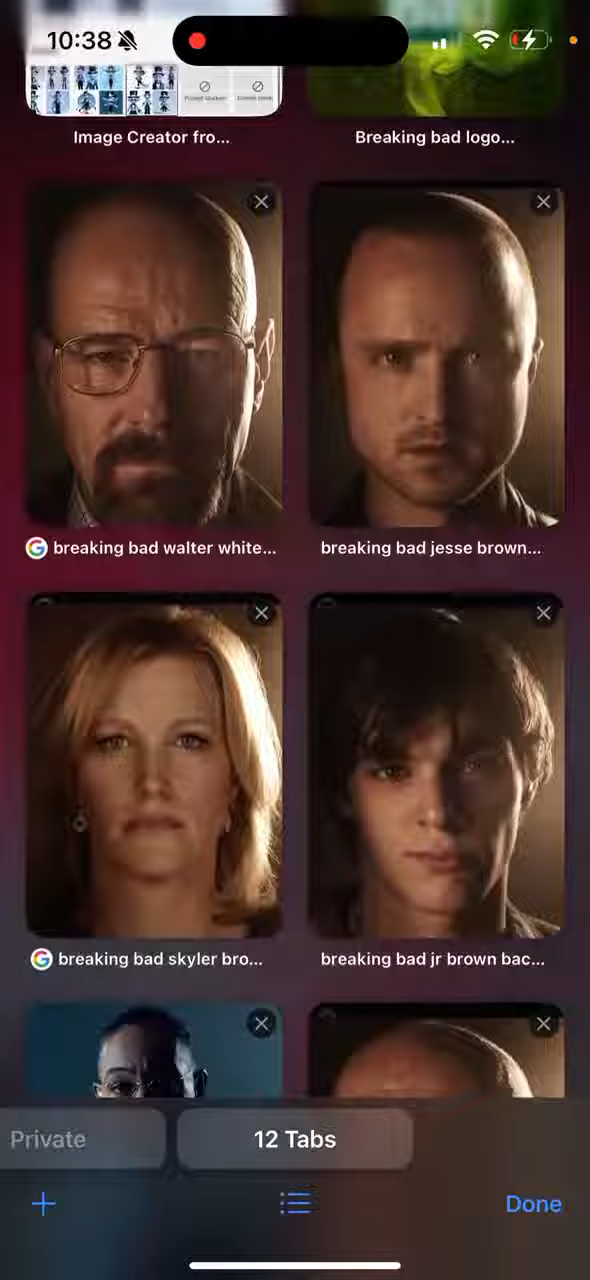 10:38
Image Creator fro...
Breaking bad logo...
breaking bad walter white...
breaking bad jesse brown...
breaking bad skyler bro...
breaking bad jr brown bac...
Private
12 Tabs
Done